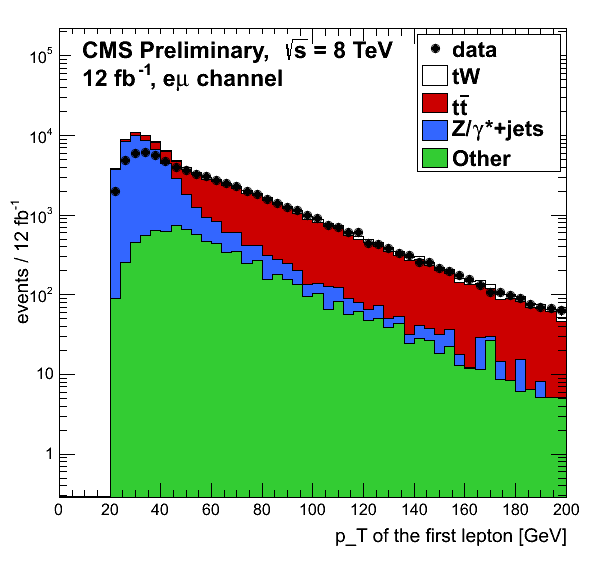 CMS Preliminary, √s = 8 TeV
12 fb⁻¹, eμ channel
data
tW
tt̄
Z/γ*+jets
Other
events / 12 fb⁻¹
10⁵
10⁴
10³
10²
10
1
0 20 40 60 80 100 120 140 160 180 200
p_T of the first lepton [GeV]